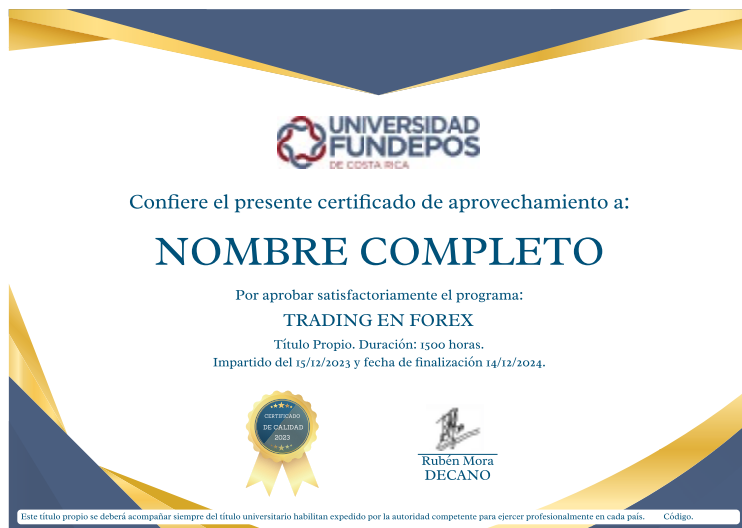 UNIVERSIDAD
FUNDEPOS
DE COSTA RICA
Confiere el presente certificado de aprovechamiento a:
NOMBRE COMPLETO
Por aprobar satisfactoriamente el programa:
TRADING EN FOREX
Título Propio. Duración: 1500 horas.
Impartido del 15/12/2023 y fecha de finalización 14/12/2024.
CERTIFICADO
DE CALIDAD
2023
Rubén Mora
DECANO
Este título propio se deberá acompañar siempre del título universitario habilitan expedido por la autoridad competente para ejercer profesionalmente en cada país. Código.